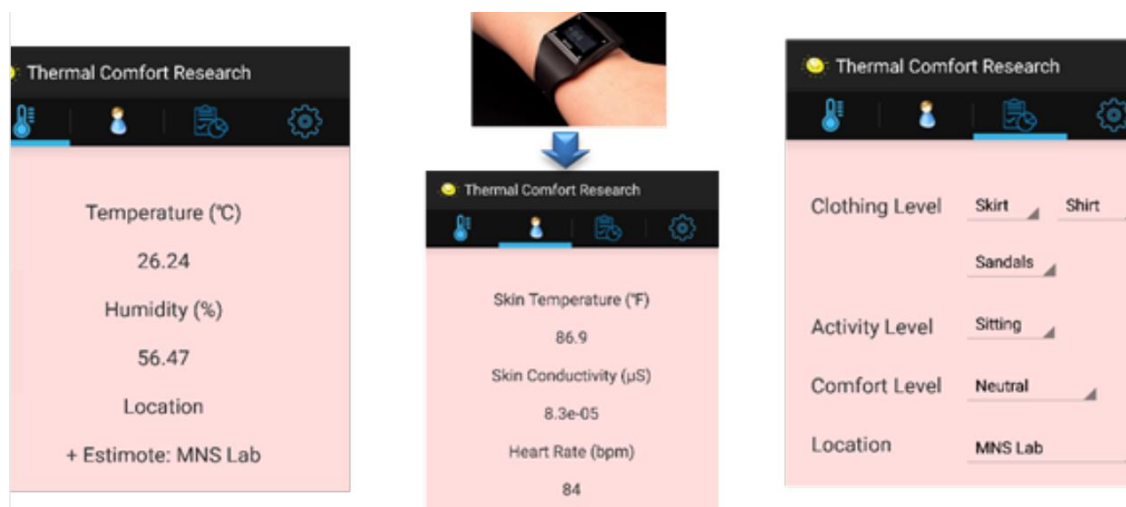 Thermal Comfort Research
Temperature (°C)
26.24
Humidity (%)
56.47
Location
+ Estimote: MNS Lab
Thermal Comfort Research
Skin Temperature (°F)
86.9
Skin Conductivity (µS)
8.3e-05
Heart Rate (bpm)
84
Thermal Comfort Research
Clothing Level Skirt Shirt
Sandals
Activity Level Sitting
Comfort Level Neutral
Location MNS Lab